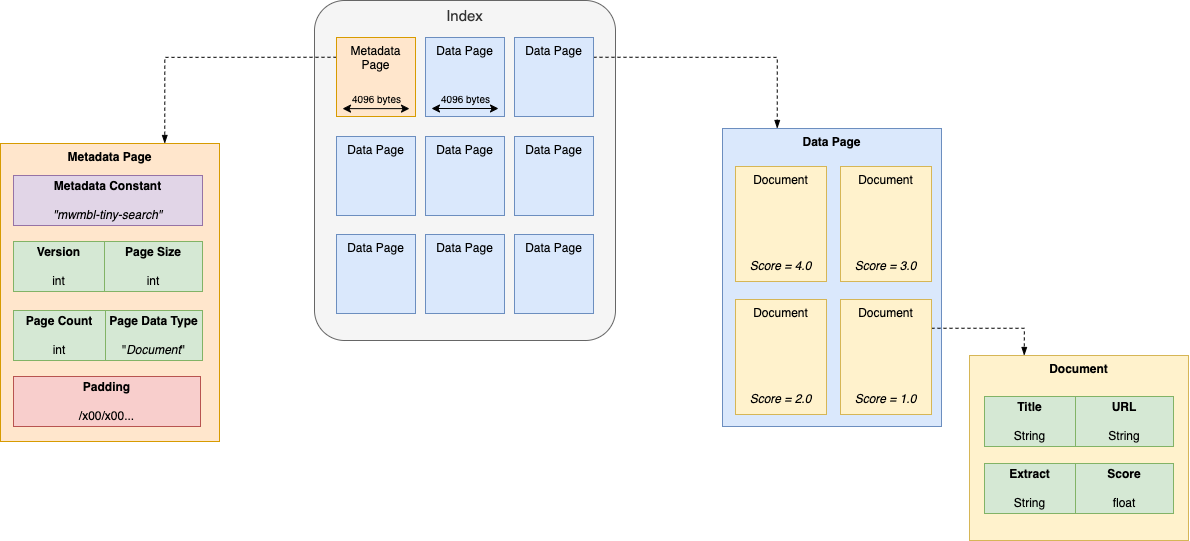 Index
Metadata
Page
4096 bytes
Data Page
4096 bytes
Data Page
Data Page
Data Page
Data Page
Data Page
Data Page
Data Page
Metadata Page
Metadata Constant
"mwmbl-tiny-search"
Version
int
Page Size
int
Page Count
int
Page Data Type
"Document"
Padding
/x00/x00...
Data Page
Document
Score = 4.0
Document
Score = 3.0
Document
Score = 2.0
Document
Score = 1.0
Document
Title
String
URL
String
Extract
String
Score
float